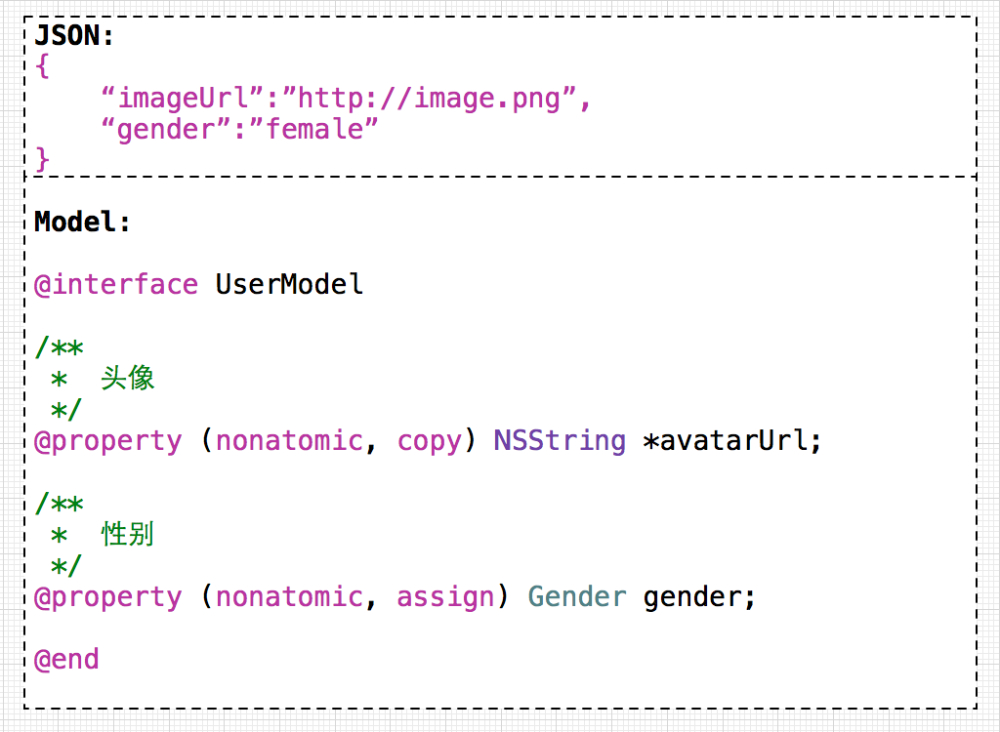 JSON:
{
“imageUrl”:”http://image.png”,
“gender”:”female”
}
Model:
@interface UserModel
/**
* 头像
*/
@property (nonatomic, copy) NSString *avatarUrl;
/**
* 性别
*/
@property (nonatomic, assign) Gender gender;
@end